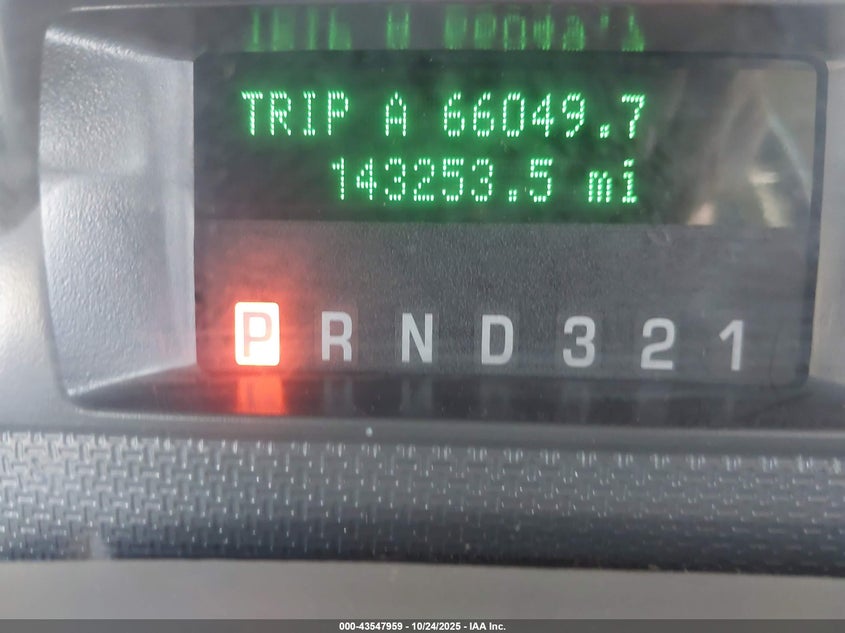 TRIP A 66049.7
143253.5 mi
P R N D 3 2 1
000-43547959 - 10/24/2025 - IAA Inc.